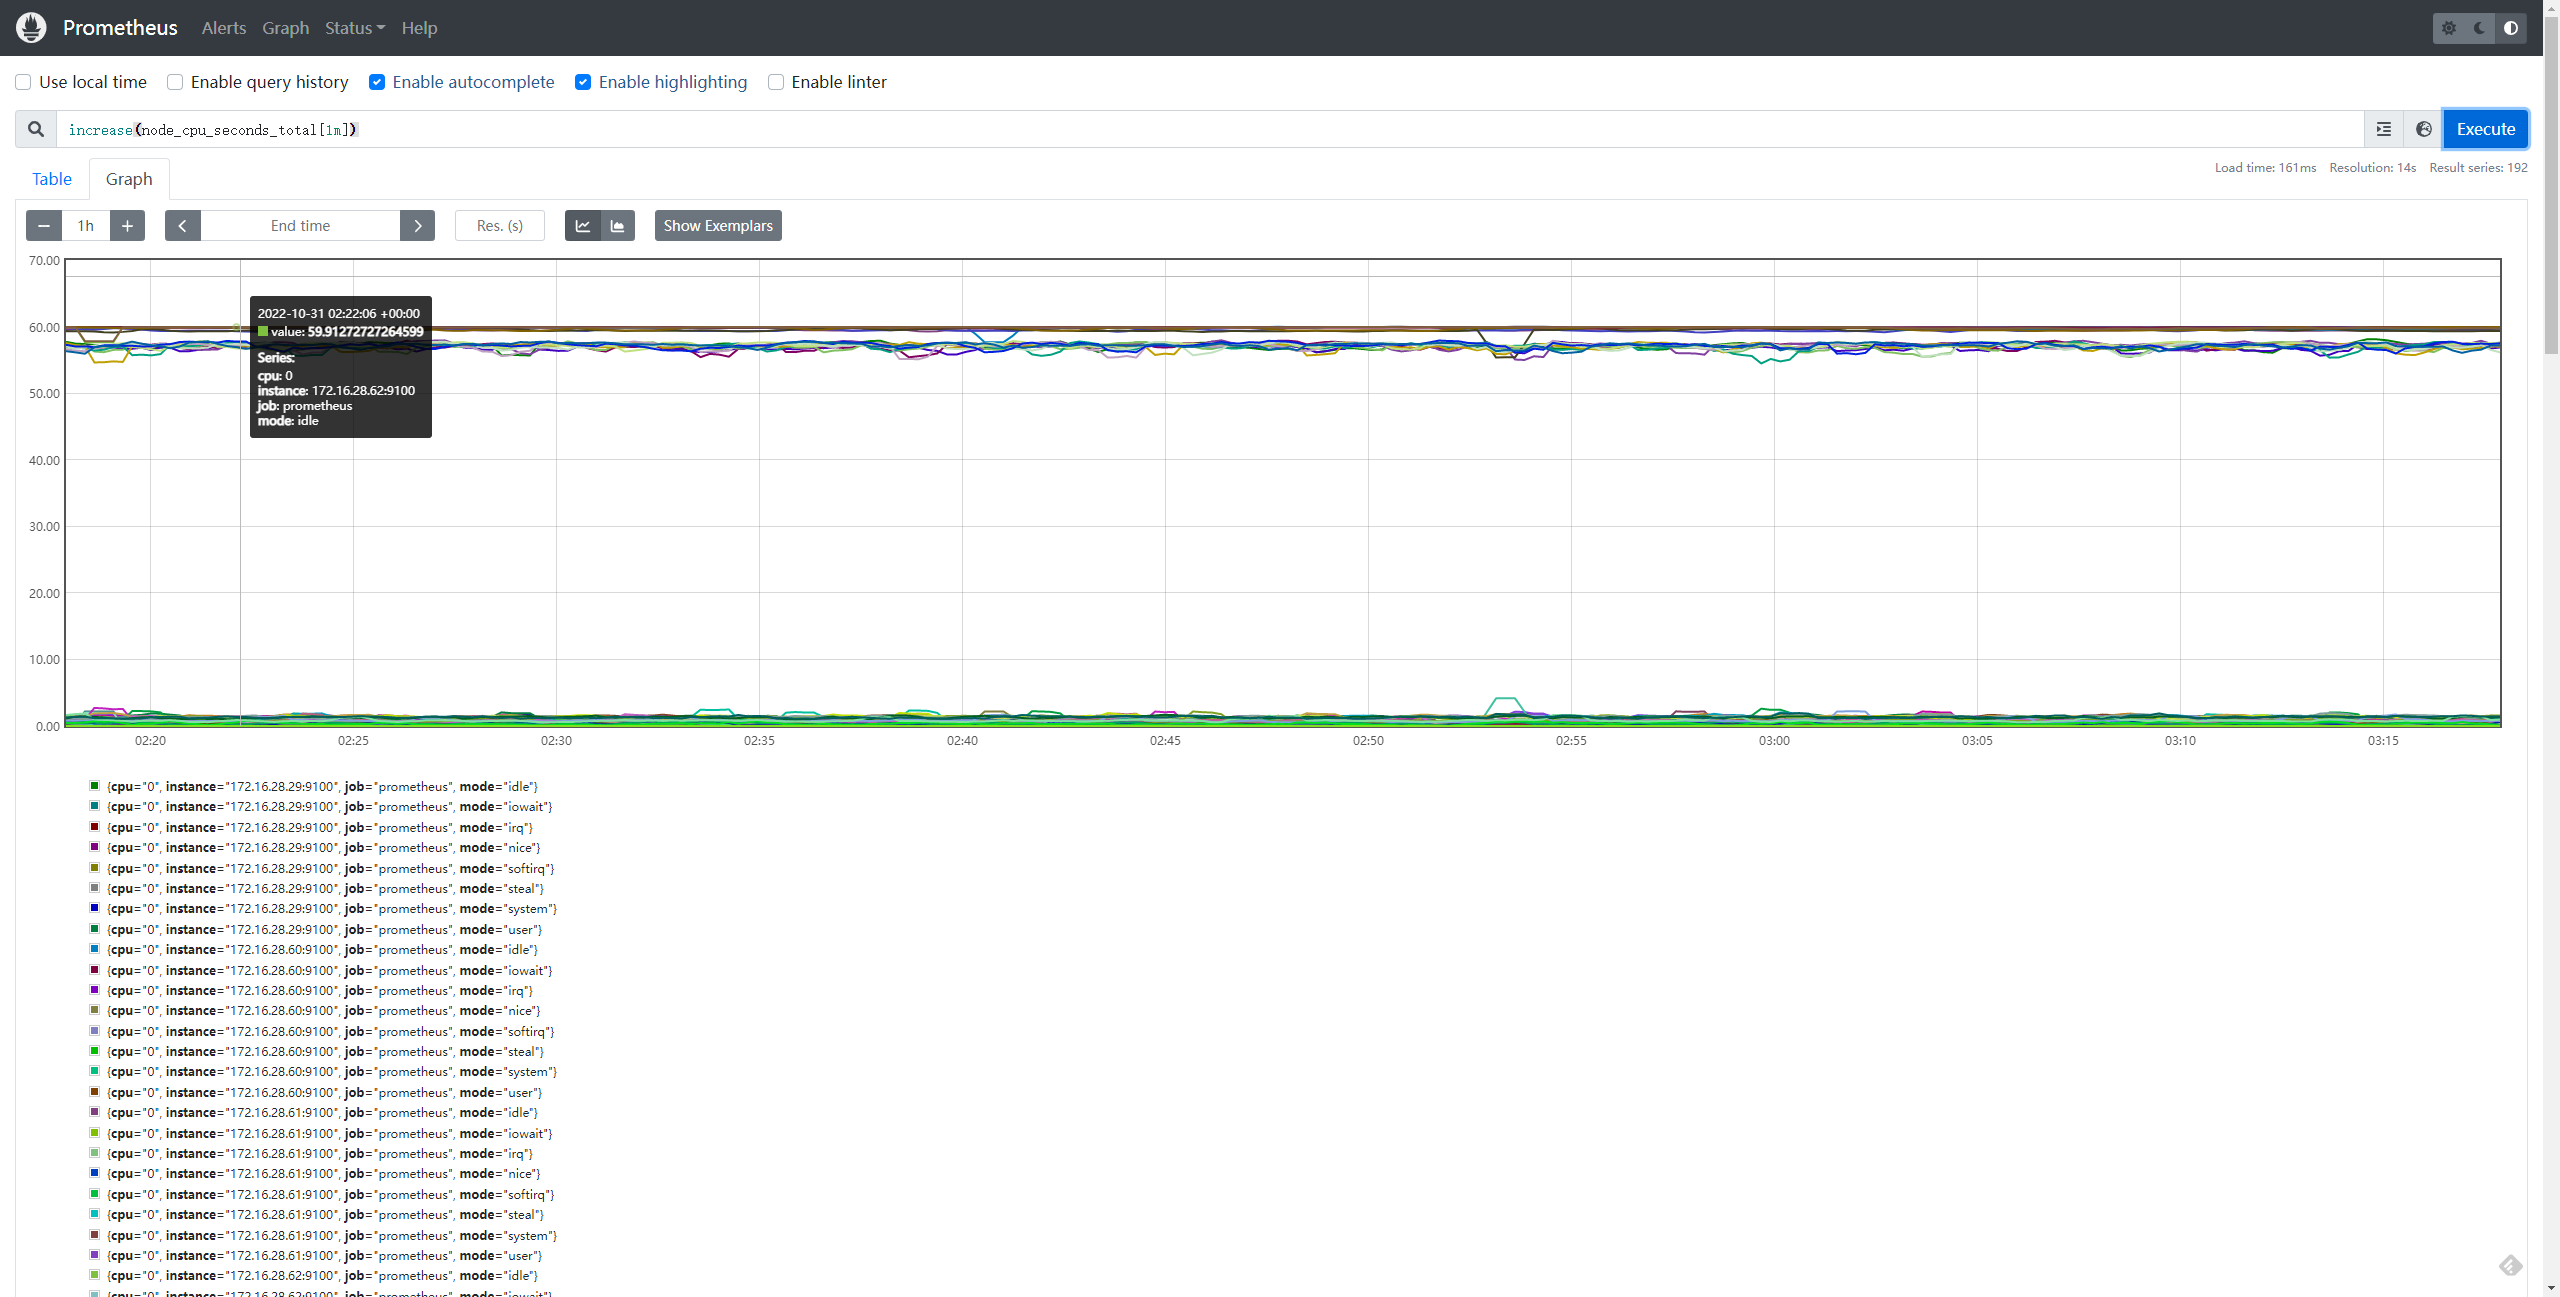 Prometheus Alerts Graph Status Help
Use local time Enable query history Enable autocomplete Enable highlighting Enable linter
increase(node_cpu_seconds_total[1m]) Execute
Table Graph Load time: 161ms Resolution: 14s Result series: 192
1h End time Res. (s) Show Exemplars
70.00
60.00
50.00
40.00
30.00
20.00
10.00
0.00
2022-10-31 02:22:06 +00:00
value: 59.91272727264599
Series:
cpu: 0
instance: 172.16.28.62:9100
job: prometheus
mode: idle
02:20 02:25 02:30 02:35 02:40 02:45 02:50 02:55 03:00 03:05 03:10 03:15
{cpu="0", instance="172.16.28.29:9100", job="prometheus", mode="idle"}
{cpu="0", instance="172.16.28.29:9100", job="prometheus", mode="iowait"}
{cpu="0", instance="172.16.28.29:9100", job="prometheus", mode="irq"}
{cpu="0", instance="172.16.28.29:9100", job="prometheus", mode="nice"}
{cpu="0", instance="172.16.28.29:9100", job="prometheus", mode="softirq"}
{cpu="0", instance="172.16.28.29:9100", job="prometheus", mode="steal"}
{cpu="0", instance="172.16.28.29:9100", job="prometheus", mode="system"}
{cpu="0", instance="172.16.28.29:9100", job="prometheus", mode="user"}
{cpu="0", instance="172.16.28.60:9100", job="prometheus", mode="idle"}
{cpu="0", instance="172.16.28.60:9100", job="prometheus", mode="iowait"}
{cpu="0", instance="172.16.28.60:9100", job="prometheus", mode="irq"}
{cpu="0", instance="172.16.28.60:9100", job="prometheus", mode="nice"}
{cpu="0", instance="172.16.28.60:9100", job="prometheus", mode="softirq"}
{cpu="0", instance="172.16.28.60:9100", job="prometheus", mode="steal"}
{cpu="0", instance="172.16.28.60:9100", job="prometheus", mode="system"}
{cpu="0", instance="172.16.28.60:9100", job="prometheus", mode="user"}
{cpu="0", instance="172.16.28.61:9100", job="prometheus", mode="idle"}
{cpu="0", instance="172.16.28.61:9100", job="prometheus", mode="iowait"}
{cpu="0", instance="172.16.28.61:9100", job="prometheus", mode="irq"}
{cpu="0", instance="172.16.28.61:9100", job="prometheus", mode="nice"}
{cpu="0", instance="172.16.28.61:9100", job="prometheus", mode="softirq"}
{cpu="0", instance="172.16.28.61:9100", job="prometheus", mode="steal"}
{cpu="0", instance="172.16.28.61:9100", job="prometheus", mode="system"}
{cpu="0", instance="172.16.28.61:9100", job="prometheus", mode="user"}
{cpu="0", instance="172.16.28.62:9100", job="prometheus", mode="idle"}
{cpu="0", instance="172.16.28.62:9100", job="prometheus", mode="iowait"}